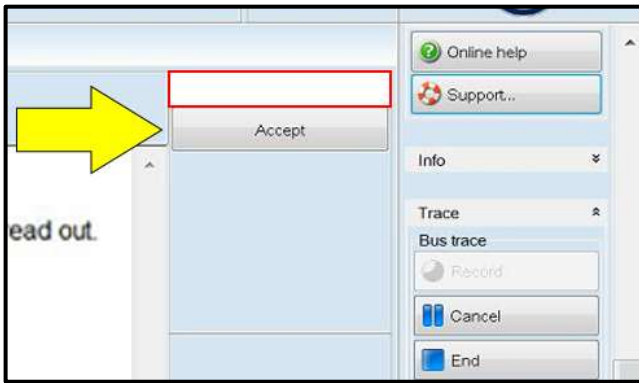 Online help
Support...
Accept
Info
Trace
ead out.
Bus trace
Record
Cancel
End